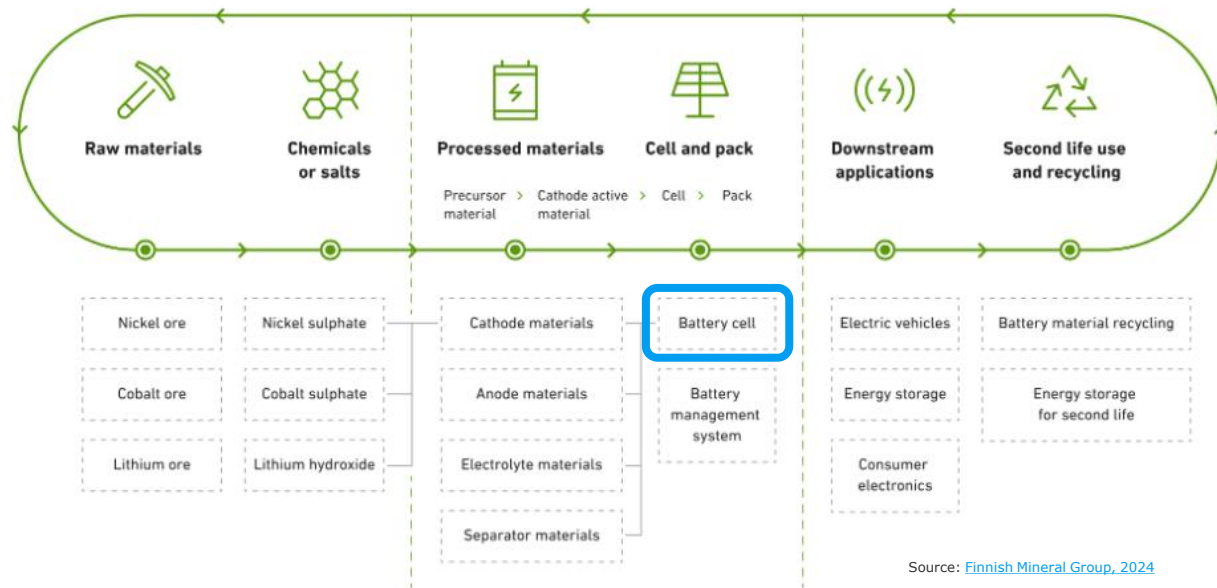 Raw materials
Chemicals
or salts
Processed materials
Cell and pack
Downstream
applications
Second life use
and recycling
Precursor > Cathode active > Cell > Pack
material material
Nickel ore
Cobalt ore
Lithium ore
Nickel sulphate
Cobalt sulphate
Lithium hydroxide
Cathode materials
Anode materials
Electrolyte materials
Separator materials
Battery cell
Battery
management
system
Electric vehicles
Energy storage
Consumer
electronics
Battery material recycling
Energy storage
for second life
Source: Finnish Mineral Group, 2024